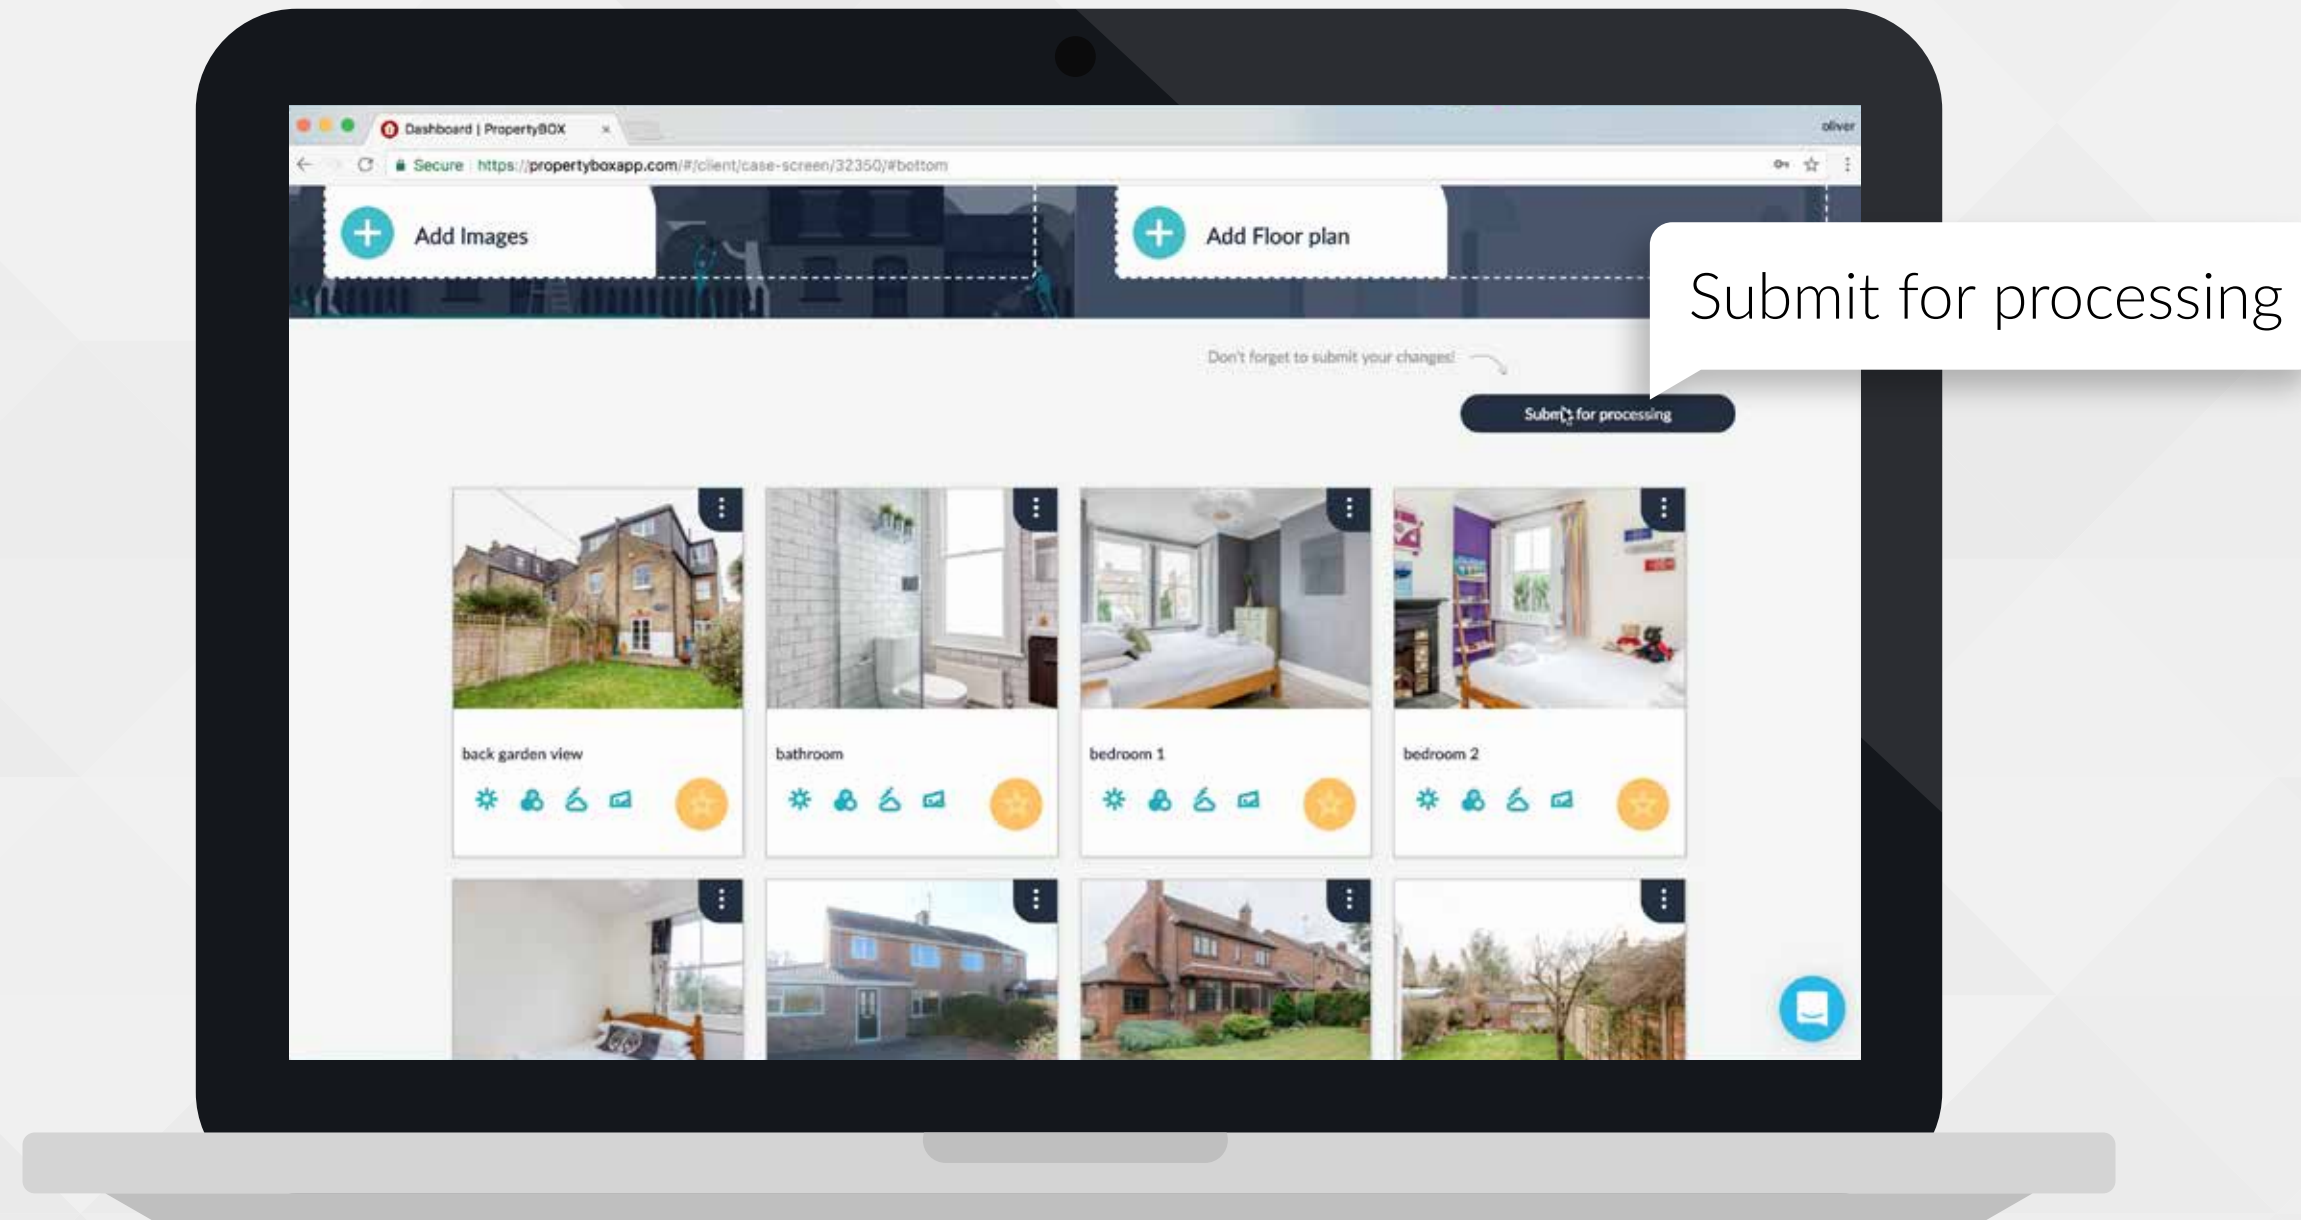 Dashboard | PropertyBOX
oliver
Secure https://propertyboxapp.com/#/client/case-screen/32350/#bottom
Add Images
Add Floor plan
Submit for processing
Don't forget to submit your changes!
Submit for processing
back garden view
bathroom
bedroom 1
bedroom 2